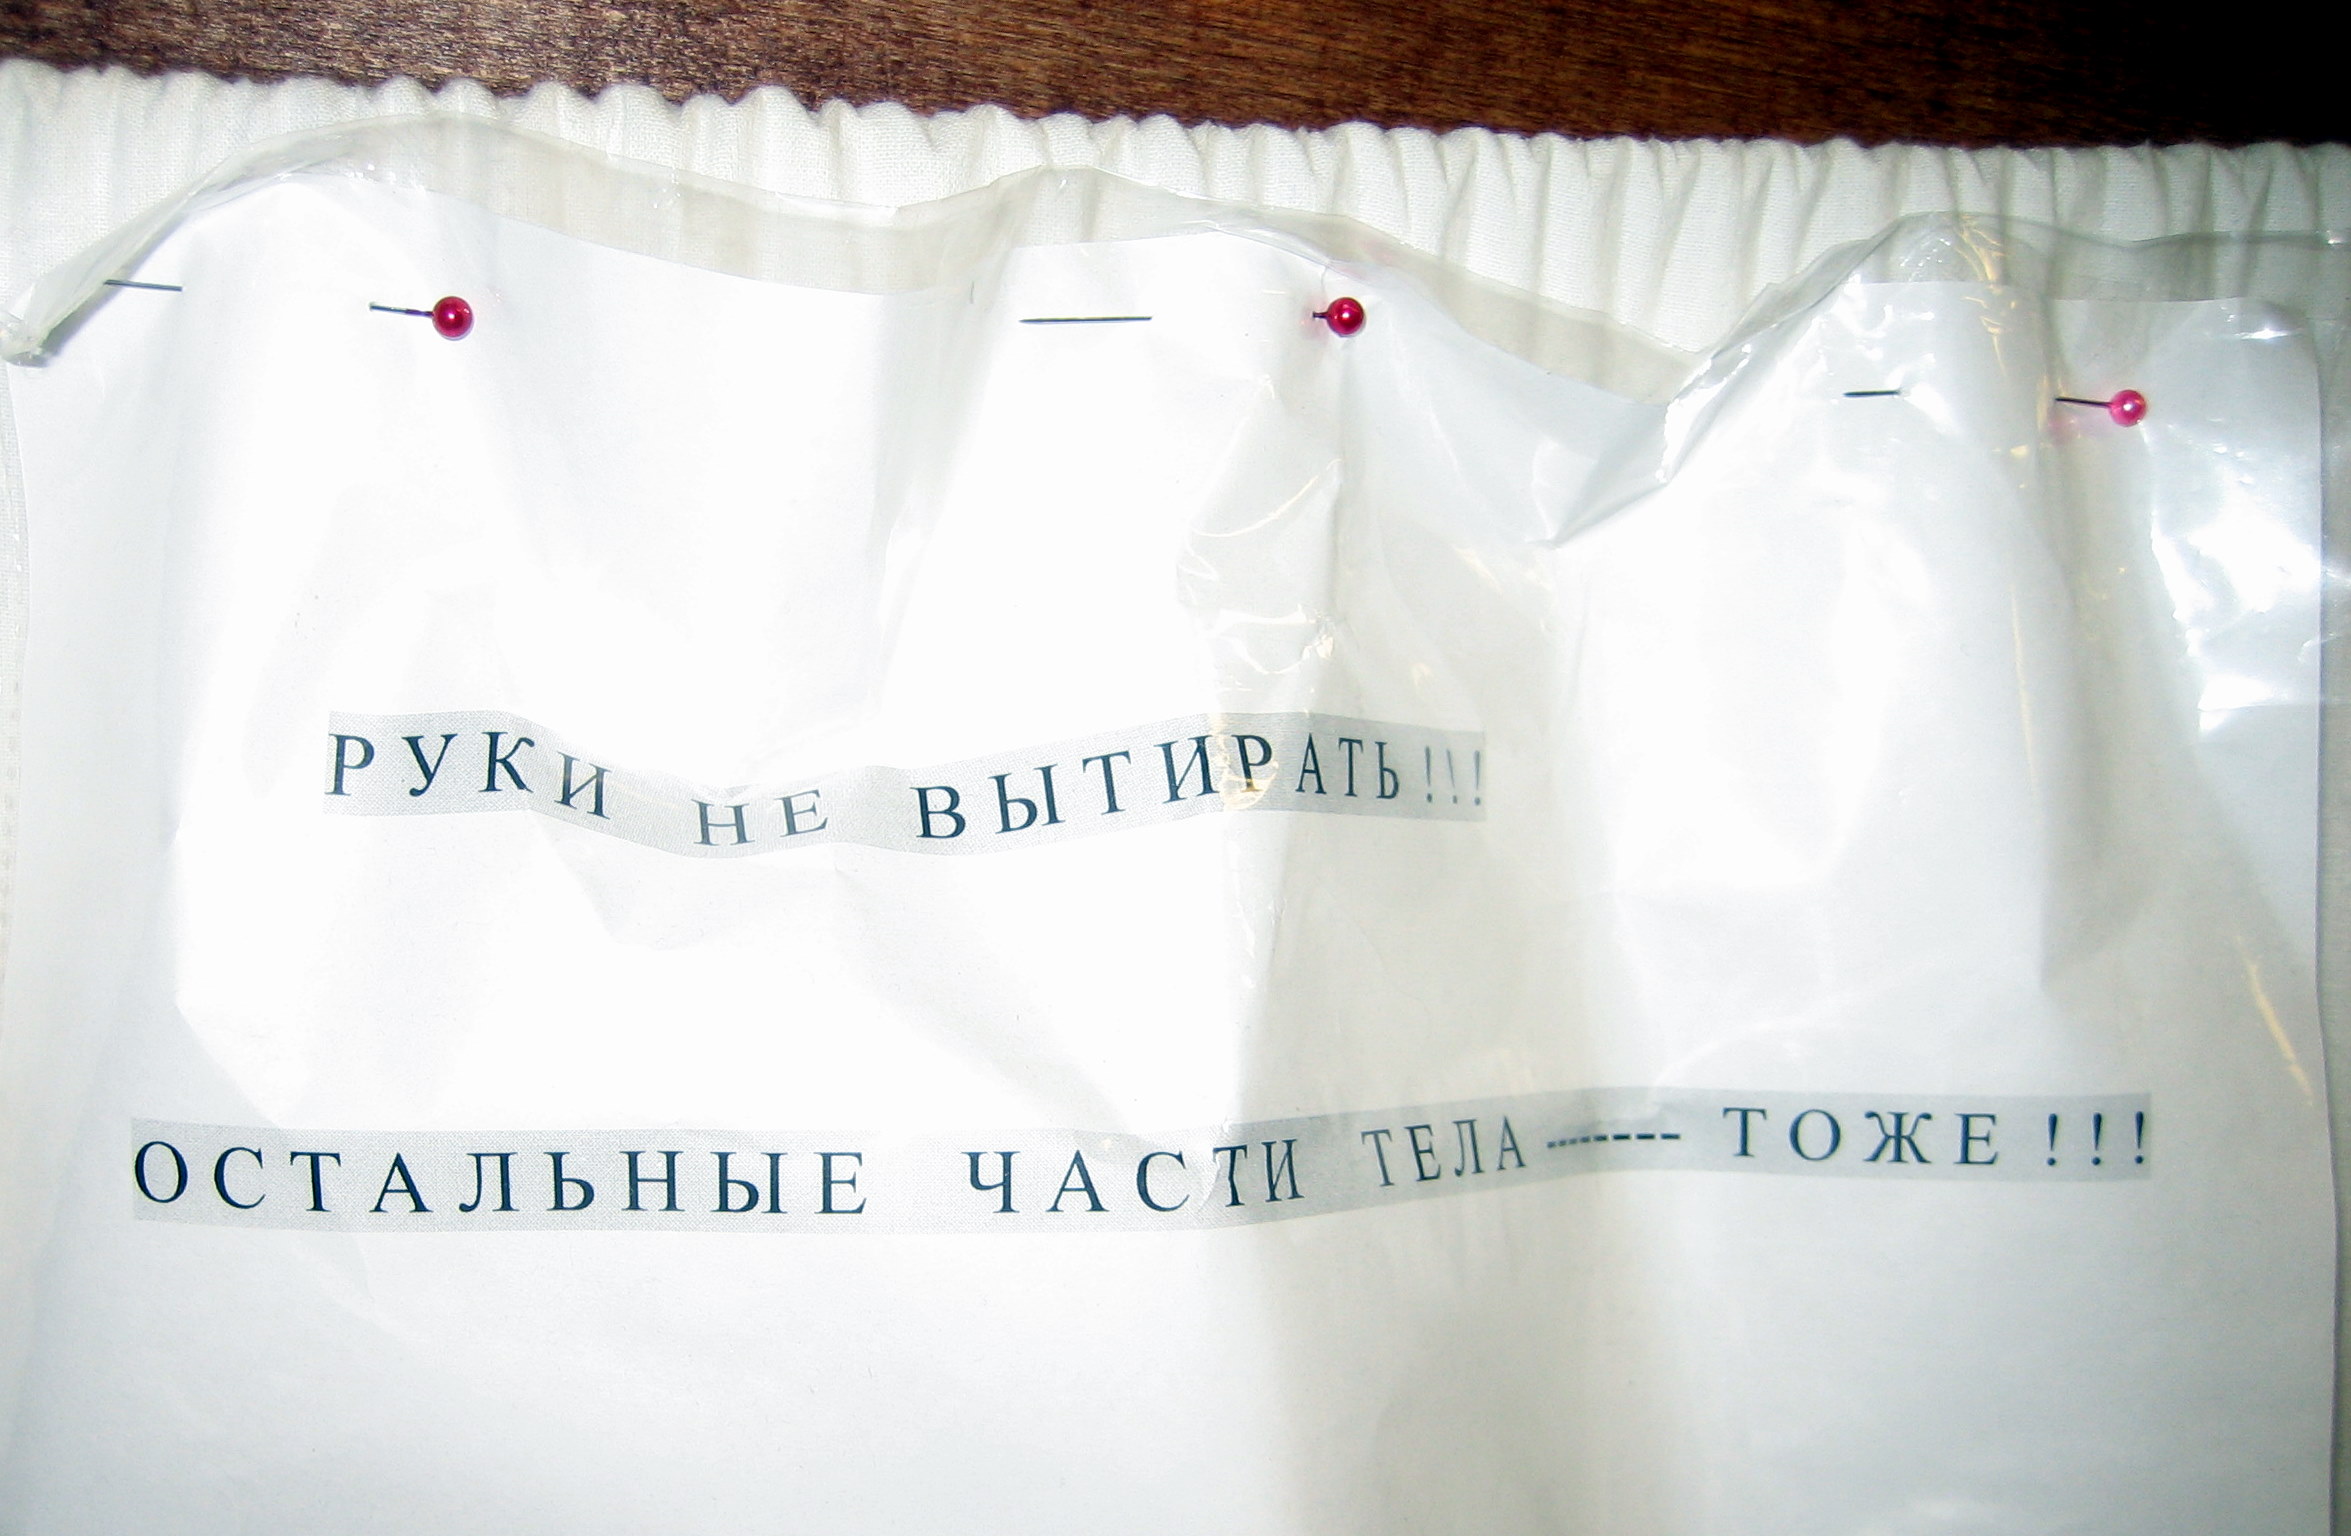 РУКИ НЕ ВЫТИРАТЬ!!!
ОСТАЛЬНЫЕ ЧАСТИ ТЕЛА------- ТОЖЕ!!!